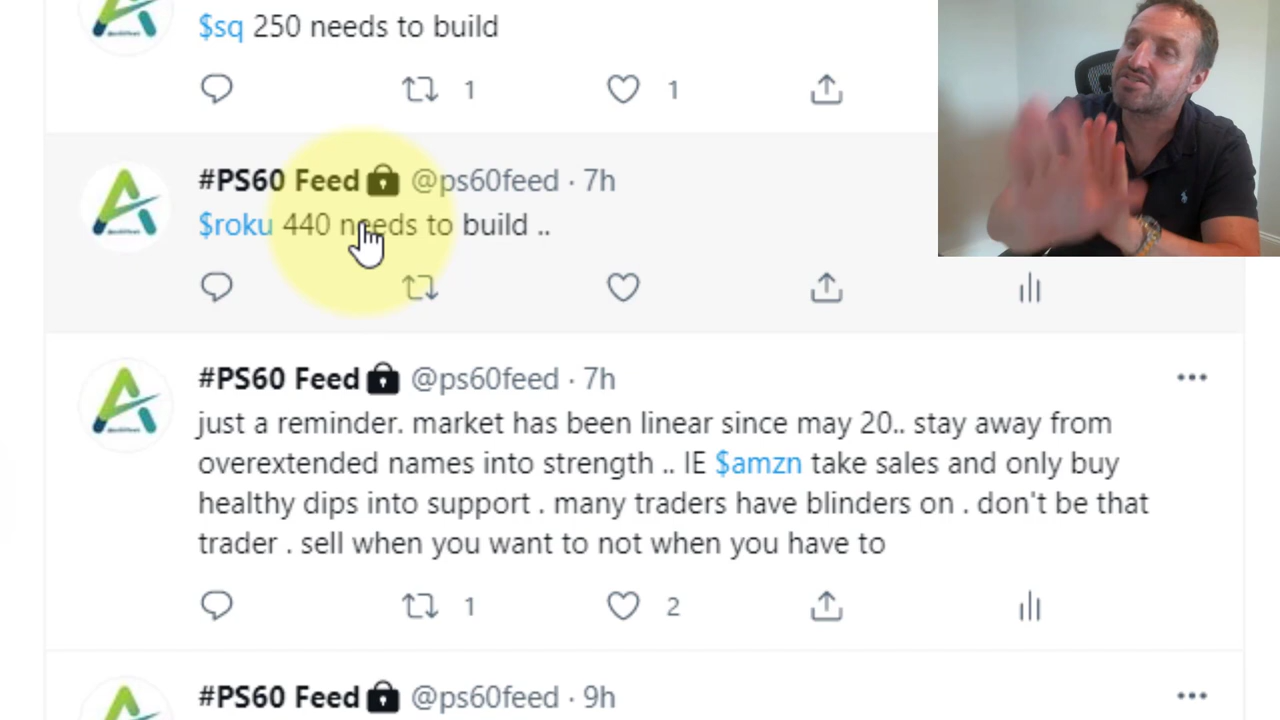 $sq 250 needs to build
1
1
#PS60 Feed @ps60feed · 7h
$roku 440 needs to build ..
#PS60 Feed @ps60feed · 7h
just a reminder. market has been linear since may 20.. stay away from
overextended names into strength .. IE $amzn take sales and only buy
healthy dips into support . many traders have blinders on . don't be that
trader . sell when you want to not when you have to
1
2
#PS60 Feed @ps60feed · 9h